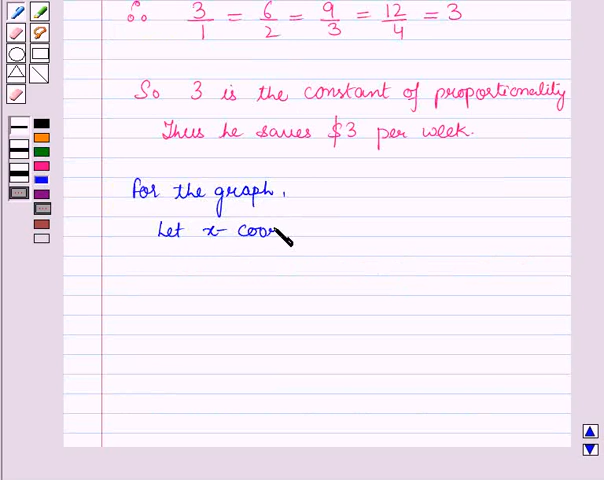 ∴ 3/1 = 6/2 = 9/3 = 12/4 = 3
So 3 is the constant of proportionality
Thus he saves $3 per week.
For the graph,
Let x- coor